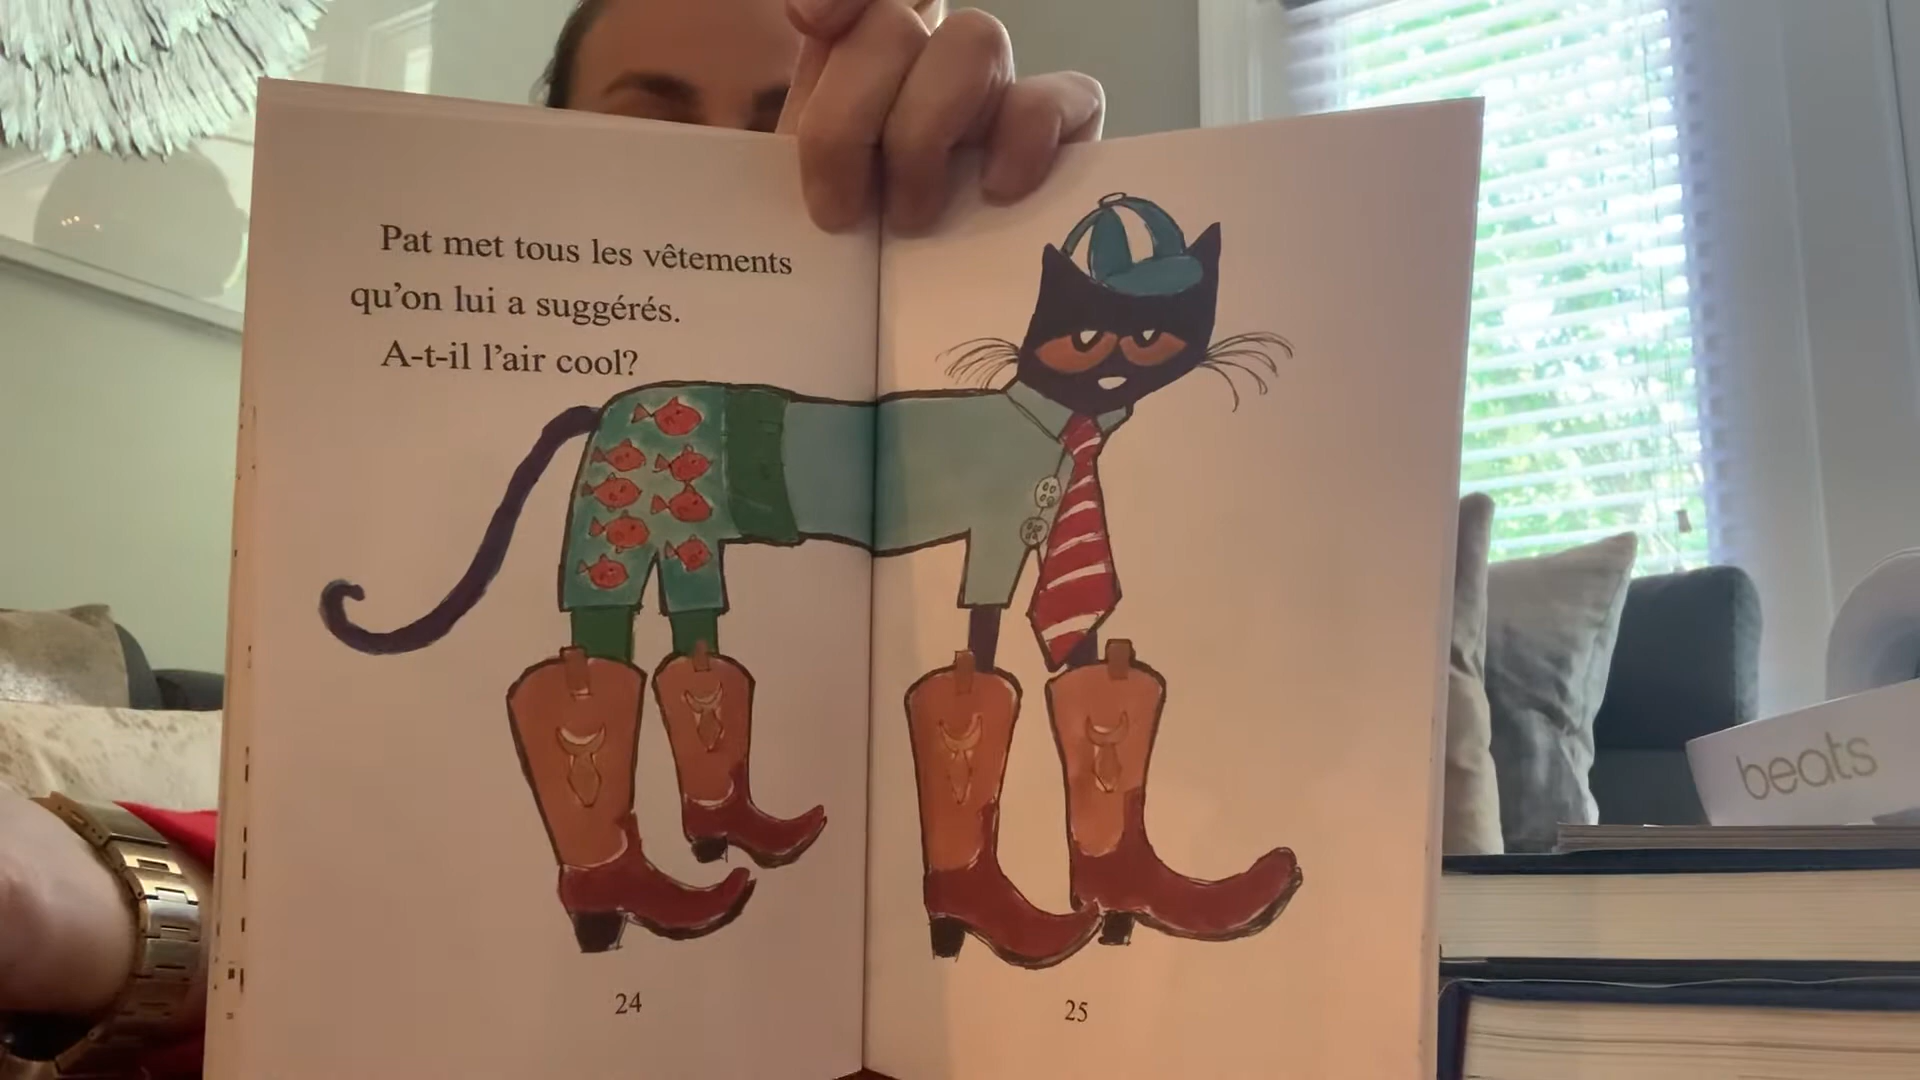 Pat met tous les vêtements
qu'on lui a suggérés.
A-t-il l'air cool?
24
25
beats